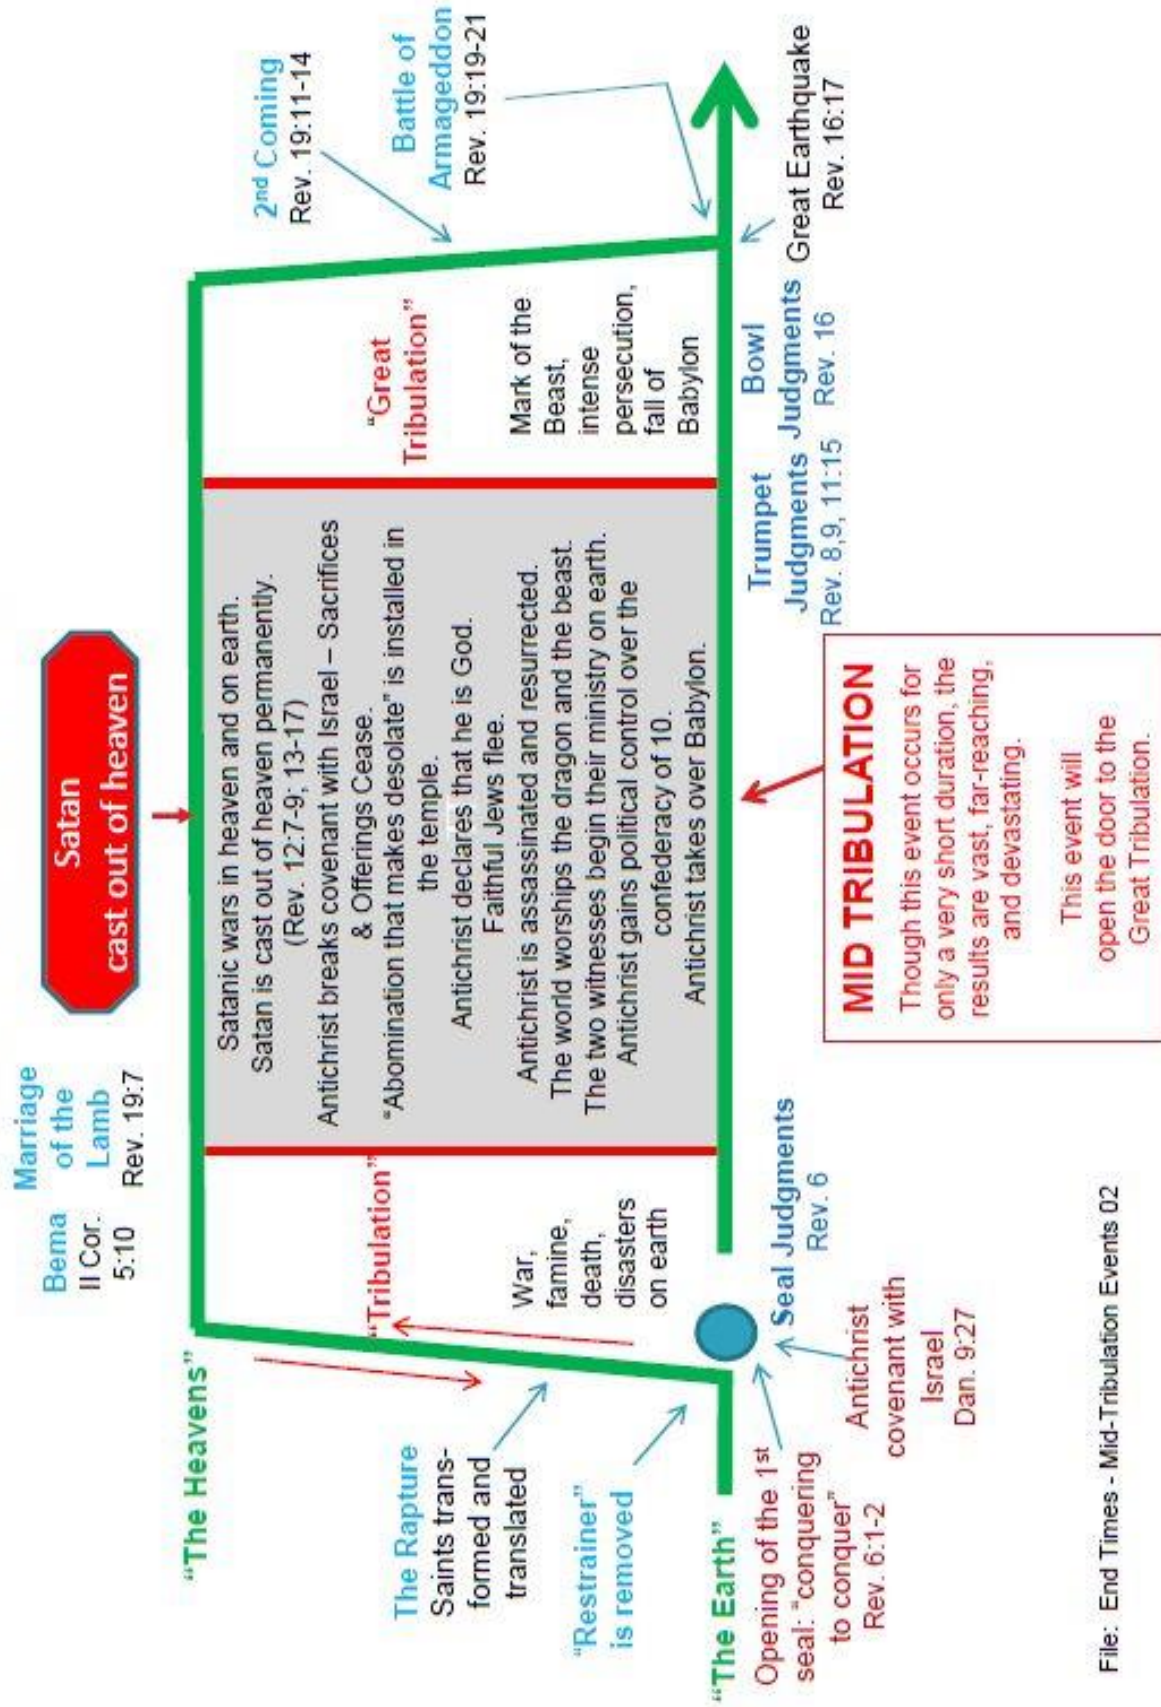 Bema
II Cor.
5:10
Marriage
of the
Lamb
Rev. 19:7
Satan
cast out of heaven
“The Heavens”
2nd Coming
Rev. 19:11-14
Battle of
Armageddon
Rev. 19:19-21
The Rapture
Saints trans-
formed and
translated
“Restrainer”
is removed
“Tribulation”
War,
famine,
death,
disasters
on earth
Satanic wars in heaven and on earth.
Satan is cast out of heaven permanently.
(Rev. 12:7-9; 13-17)
Antichrist breaks covenant with Israel – Sacrifices
& Offerings Cease.
“Abomination that makes desolate” is installed in
the temple.
Antichrist declares that he is God.
Faithful Jews flee.
Antichrist is assassinated and resurrected.
The world worships the dragon and the beast.
The two witnesses begin their ministry on earth.
Antichrist gains political control over the
confederacy of 10.
Antichrist takes over Babylon.
“Great
Tribulation”
Mark of the
Beast,
intense
persecution,
fall of
Babylon
“The Earth”
Opening of the 1st
seal: “conquering
to conquer”
Rev. 6:1-2
Antichrist
covenant with
Israel
Dan. 9:27
Seal Judgments
Rev. 6
MID TRIBULATION
Though this event occurs for
only a very short duration, the
results are vast, far-reaching,
and devastating.
This event will
open the door to the
Great Tribulation.
Trumpet
Judgments
Rev. 8,9, 11:15
Bowl
Judgments
Rev. 16
Great Earthquake
Rev. 16:17
File: End Times - Mid-Tribulation Events 02